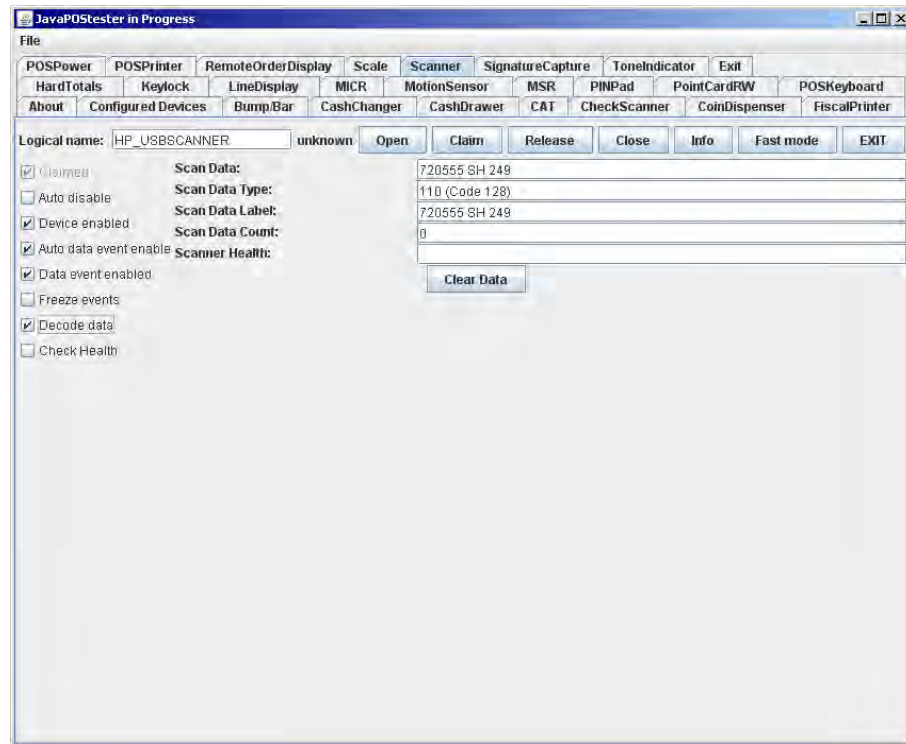 JavaPOStester in Progress
File
POSPower POSPrinter RemoteOrderDisplay Scale Scanner SignatureCapture ToneIndicator Exit
HardTotals Keylock LineDisplay MICR MotionSensor MSR PINPad PointCardRW POSKeyboard
About Configured Devices Bump/Bar CashChanger CashDrawer CAT CheckScanner CoinDispenser FiscalPrinter
Logical name: HP_USBSCANNER unknown Open Claim Release Close Info Fast mode EXIT
Claimed Scan Data: 720555 SH 249
Auto disable Scan Data Type: 110 (Code 128)
Device enabled Scan Data Label: 720555 SH 249
Scan Data Count: 0
Auto data event enable Scanner Health:
Data event enabled Clear Data
Freeze events
Decode data
Check Health